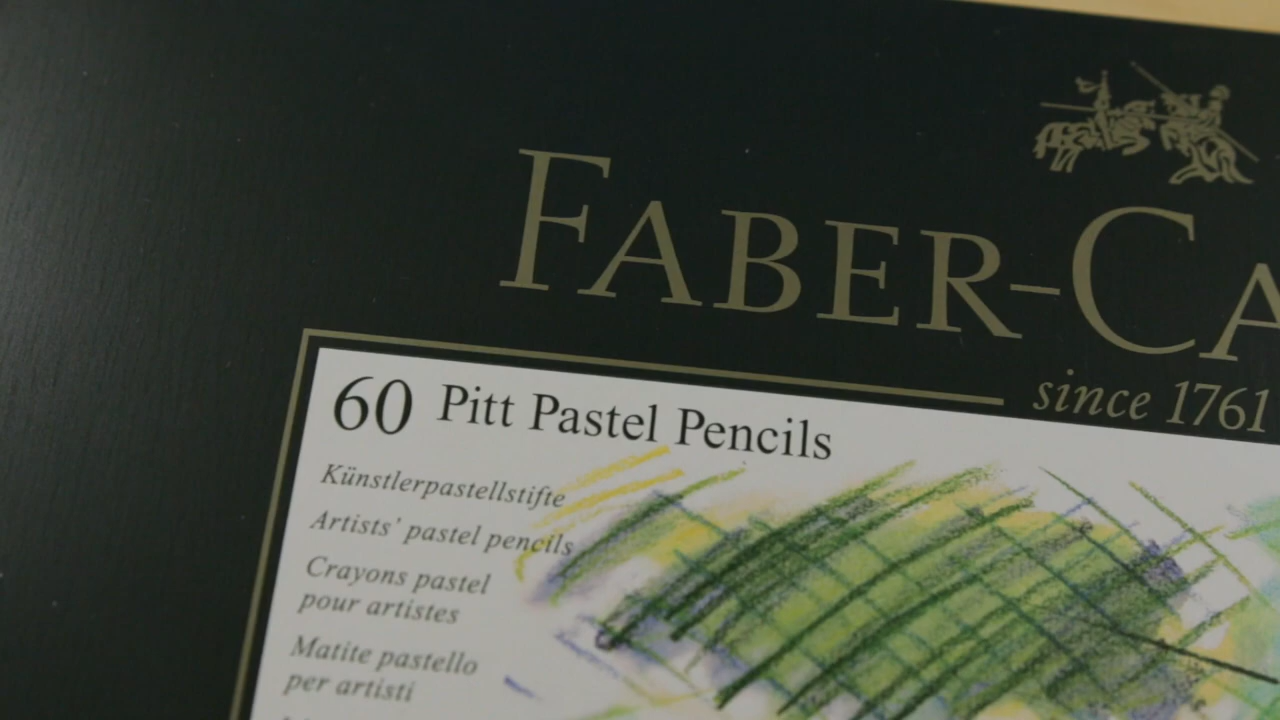 FABER-CA
since 1761
60 Pitt Pastel Pencils
Künstlerpastellstifte
Artists' pastel pencils
Crayons pastel
pour artistes
Matite pastello
per artisti